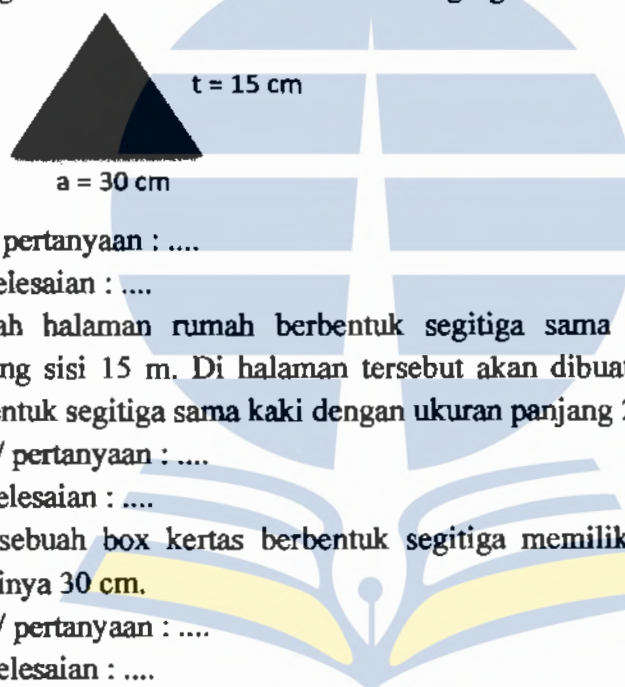 t = 15 cm
a = 30 cm
pertanyaan : ....
elesaian : ....
ah halaman rumah berbentuk segitiga sama
ng sisi 15 m. Di halaman tersebut akan dibuat
entuk segitiga sama kaki dengan ukuran panjang
/ pertanyaan : ....
elesaian : ....
sebuah box kertas berbentuk segitiga memilik
inya 30 cm.
/ pertanyaan : ....
elesaian : ....